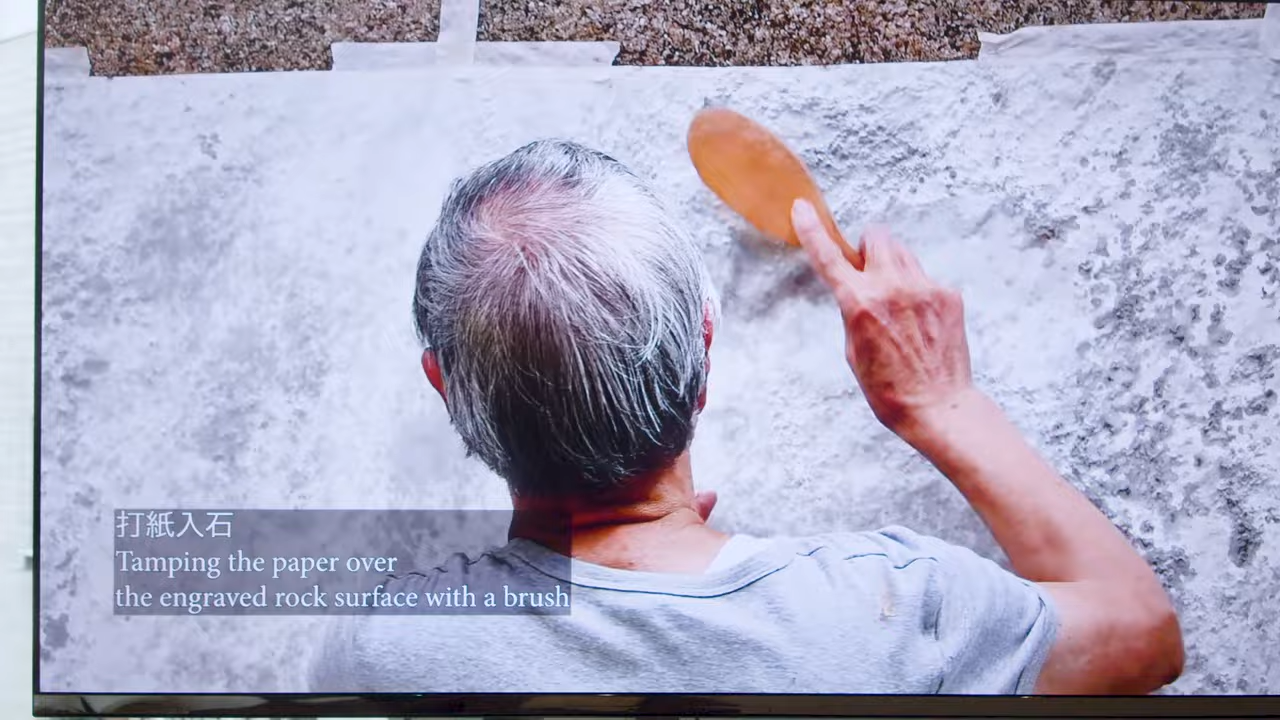 打紙入石
Tamping the paper over
the engraved rock surface with a brush